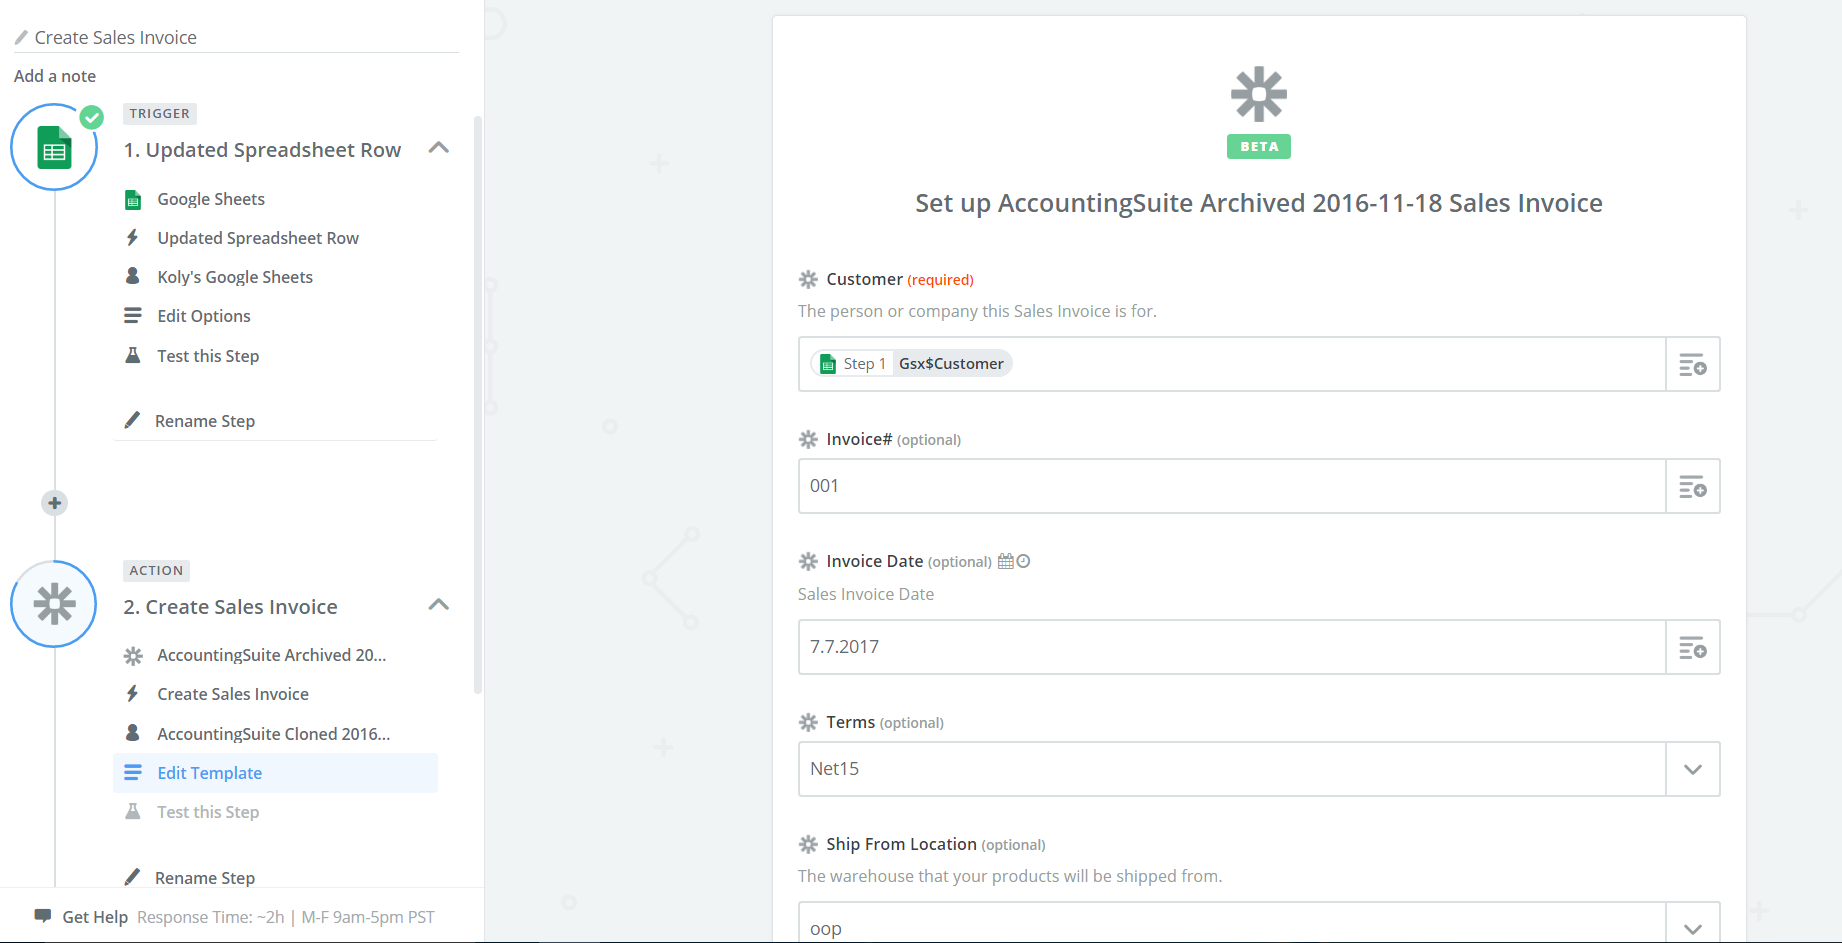 Create Sales Invoice
Add a note
TRIGGER
1. Updated Spreadsheet Row
Google Sheets
Updated Spreadsheet Row
Koly's Google Sheets
Edit Options
Test this Step
Rename Step
ACTION
2. Create Sales Invoice
AccountingSuite Archived 20...
Create Sales Invoice
AccountingSuite Cloned 2016...
Edit Template
Test this Step
Rename Step
Get Help Response Time: ~2h | M-F 9am-5pm PST
BETA
Set up AccountingSuite Archived 2016-11-18 Sales Invoice
Customer (required)
The person or company this Sales Invoice is for.
Step 1 Gsx$Customer
Invoice# (optional)
001
Invoice Date (optional)
Sales Invoice Date
7.7.2017
Terms (optional)
Net15
Ship From Location (optional)
The warehouse that your products will be shipped from.
oop